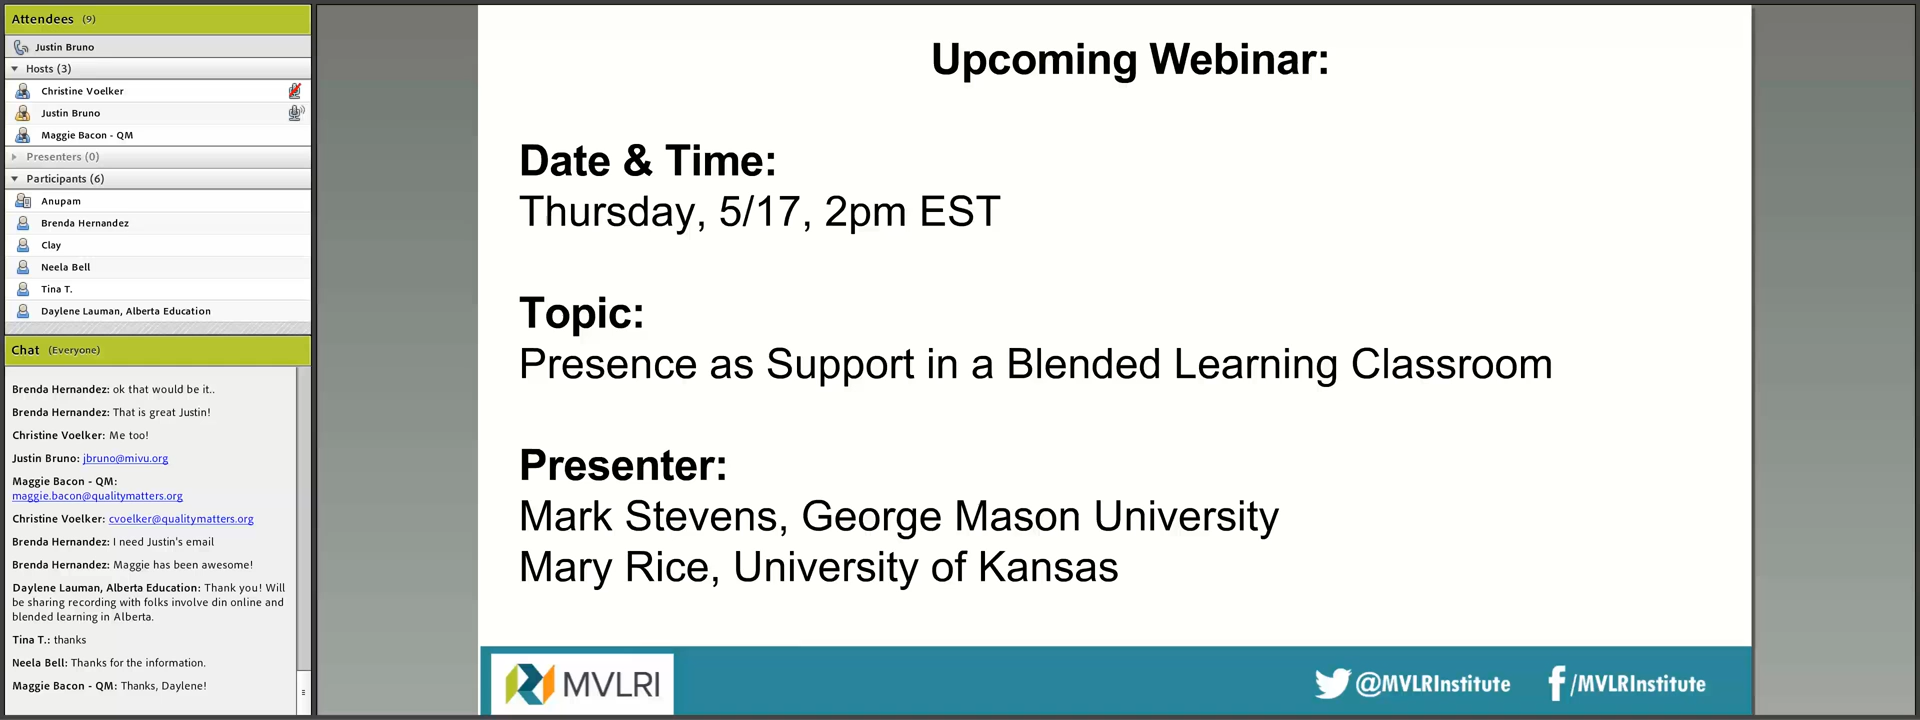 Attendees (9)
Justin Bruno
Hosts (3)
Christine Voelker
Justin Bruno
Maggie Bacon - QM
Presenters (0)
Participants (6)
Anupam
Brenda Hernandez
Clay
Neela Bell
Tina T.
Daylene Lauman, Alberta Education
Chat (Everyone)
Brenda Hernandez: ok that would be it..
Brenda Hernandez: That is great Justin!
Christine Voelker: Me too!
Justin Bruno: jbruno@mivu.org
Maggie Bacon - QM:
maggie.bacon@qualitymatters.org
Christine Voelker: cvoelker@qualitymatters.org
Brenda Hernandez: I need Justin's email
Brenda Hernandez: Maggie has been awesome!
Daylene Lauman, Alberta Education: Thank you! Will
be sharing recording with folks involve din online and
blended learning in Alberta.
Tina T.: thanks
Neela Bell: Thanks for the information.
Maggie Bacon - QM: Thanks, Daylene!
Upcoming Webinar:
Date & Time:
Thursday, 5/17, 2pm EST
Topic:
Presence as Support in a Blended Learning Classroom
Presenter:
Mark Stevens, George Mason University
Mary Rice, University of Kansas
MVLRI
@MVLRInstitute
/MVLRInstitute